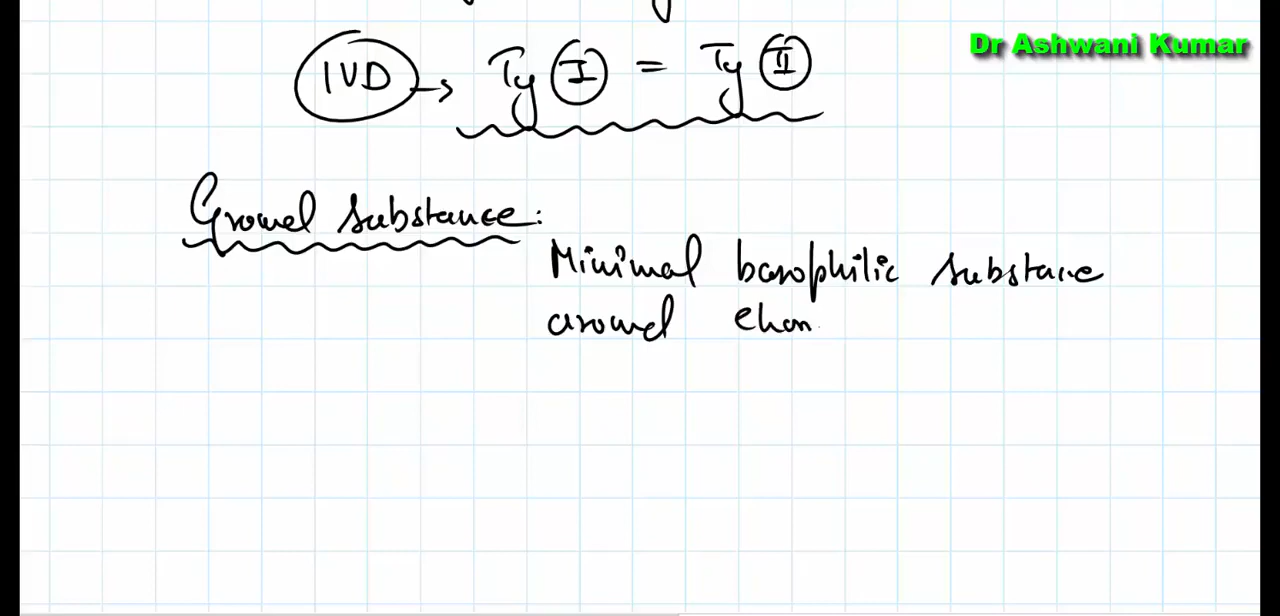 Dr Ashwani Kumar
IVD → Ty I = Ty II
Ground substance:
Minimal basophilic substance
around chon